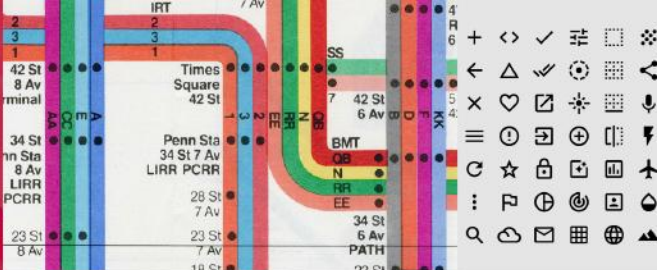 IRT
7 Av
2
3
1
2
3
1
42 St
8 Av
rminal
Times
Square
42 St
SS
7
42 St
6 Av
AA
CC
E
A
1
3
2
EE
RR
N
QB
B
D
F
KK
34 St
nn Sta
8 Av
LIRR
PCRR
Penn Sta
34 St 7 Av
LIRR PCRR
BMT
QB
N
RR
EE
28 St
7 Av
34 St
6 Av
PATH
23 St
8 Av
23 St
7 Av
18 St